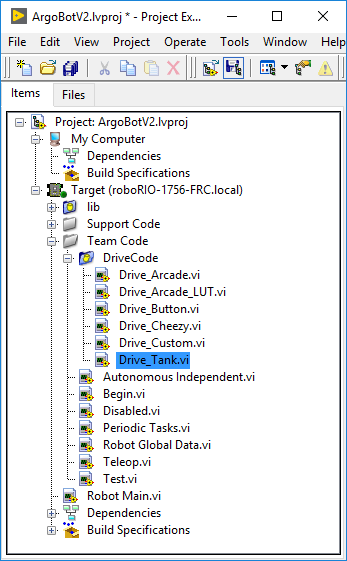 ArgoBotV2.lvproj * - Project Ex...
File Edit View Project Operate Tools Window Help
Items Files
Project: ArgoBotV2.lvproj
My Computer
Dependencies
Build Specifications
Target (roboRIO-1756-FRC.local)
lib
Support Code
Team Code
DriveCode
Drive_Arcade.vi
Drive_Arcade_LUT.vi
Drive_Button.vi
Drive_Cheezy.vi
Drive_Custom.vi
Drive_Tank.vi
Autonomous Independent.vi
Begin.vi
Disabled.vi
Periodic Tasks.vi
Robot Global Data.vi
Teleop.vi
Test.vi
Robot Main.vi
Dependencies
Build Specifications